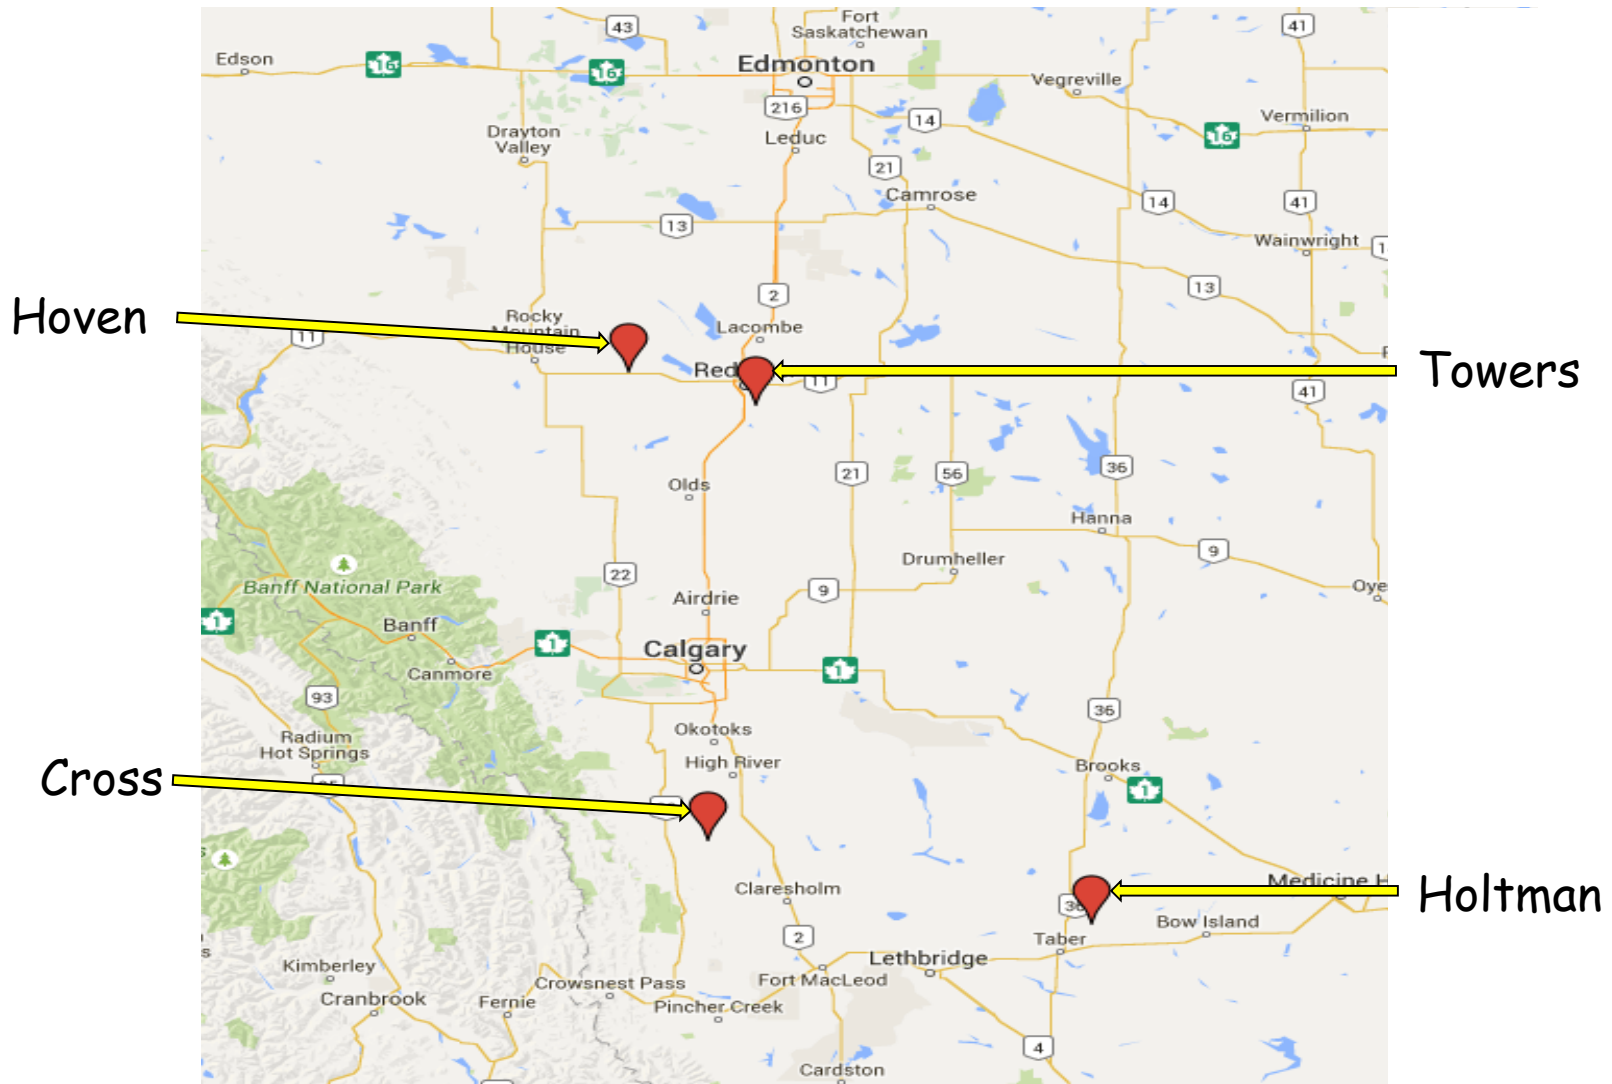 Fort
Saskatchewan
43
41
Edson
16
16
Edmonton
Vegreville
216
14
Vermilion
16
Drayton
Valley
Leduc
21
Camrose
14
41
13
Wainwright
13
2
Hoven
Rocky
Mountain
House
11
Lacombe
Red
11
Towers
41
21
56
36
Olds
Hanna
9
Drumheller
22
9
Banff National Park
Oye
Airdrie
1
Banff
1
Calgary
1
Canmore
93
36
Radium
Hot Springs
Okotoks
High River
Brooks
1
Cross
Claresholm
Medicine H
Holtman
36
Bow Island
2
Taber
Lethbridge
Kimberley
Crowsnest Pass
Fort MacLeod
Cranbrook
Fernie
Pincher Creek
4
Cardston